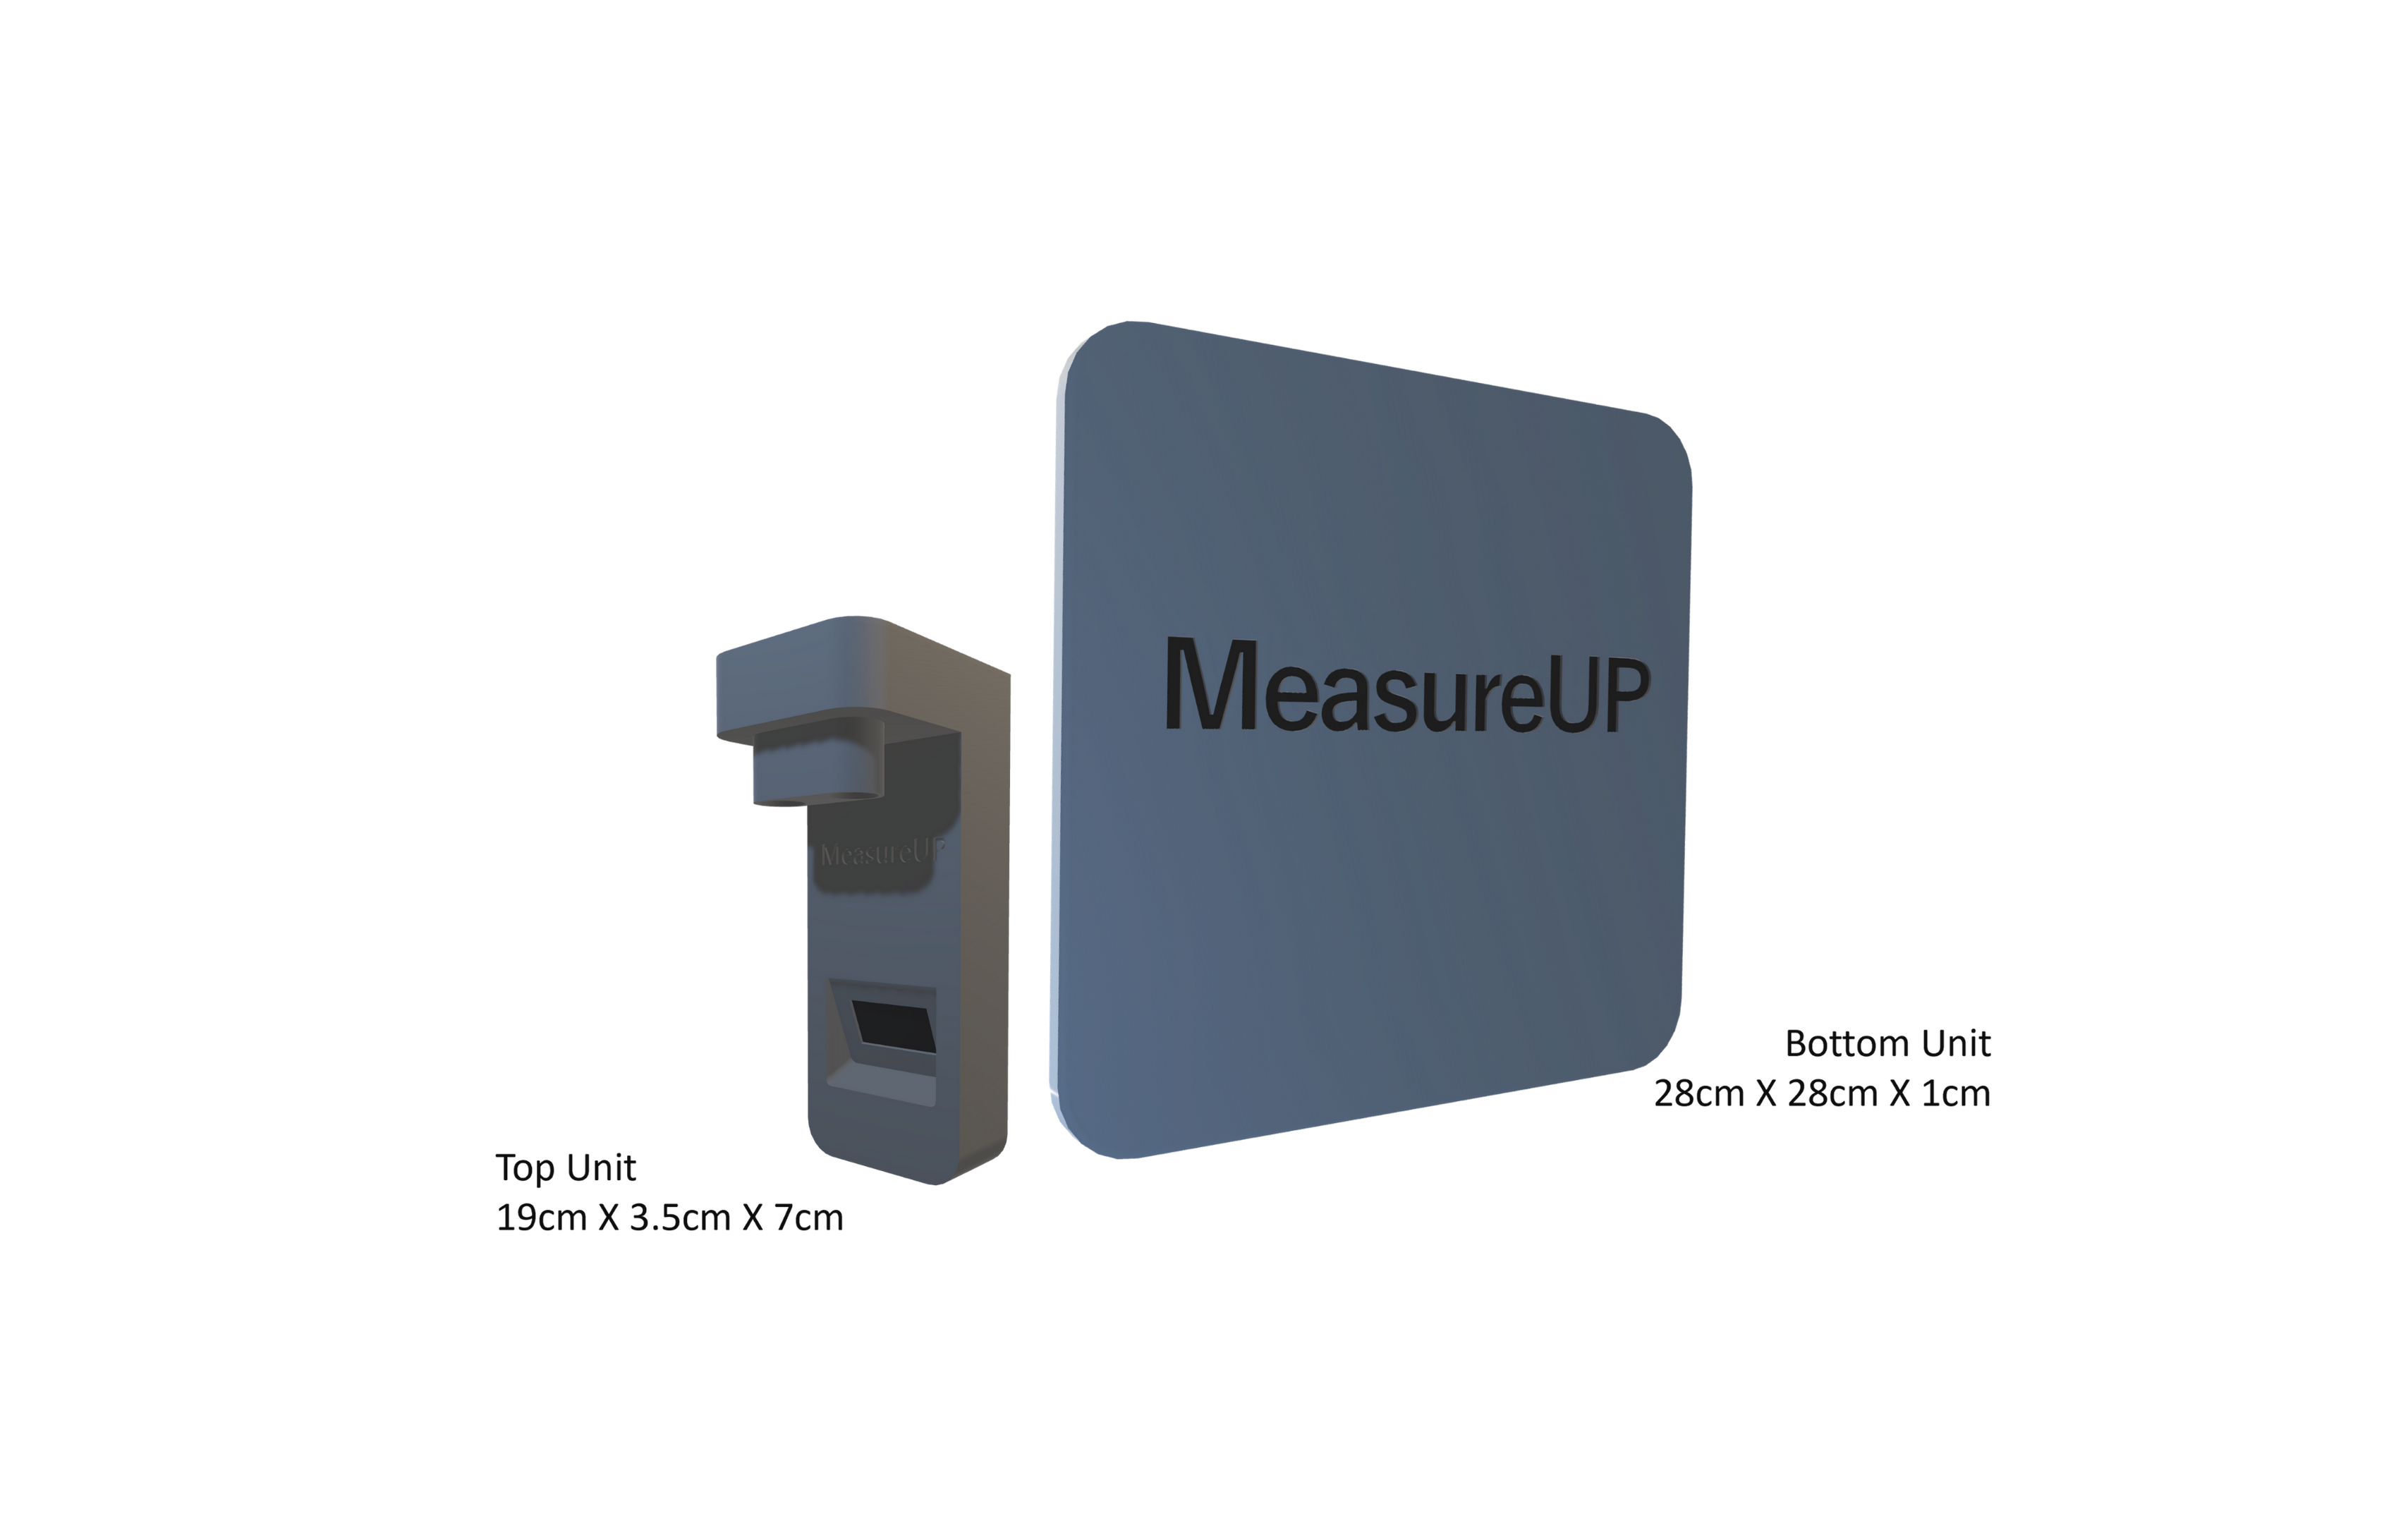 MeasureUP
MeasureUP
Bottom Unit
28cm X 28cm X 1cm
Top Unit
19cm X 3.5cm X 7cm